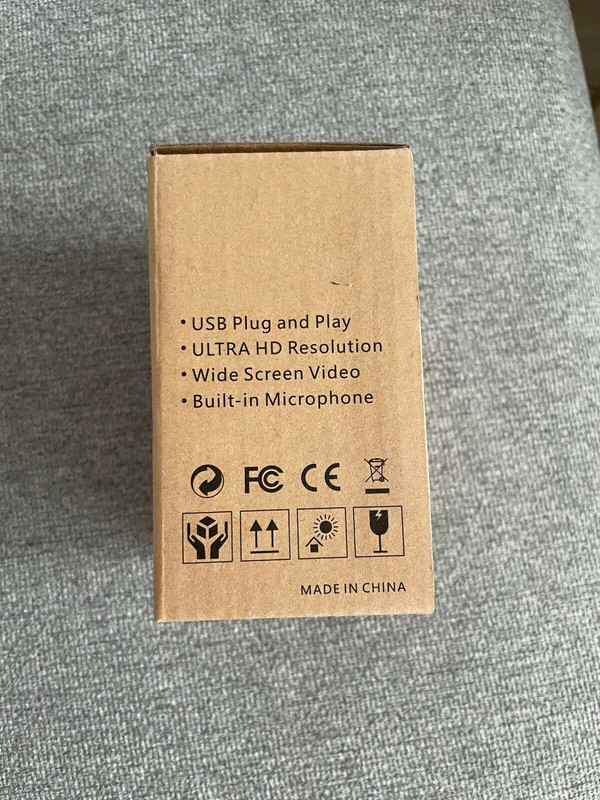 • USB Plug and Play
• ULTRA HD Resolution
• Wide Screen Video
• Built-in Microphone
FC CE
MADE IN CHINA